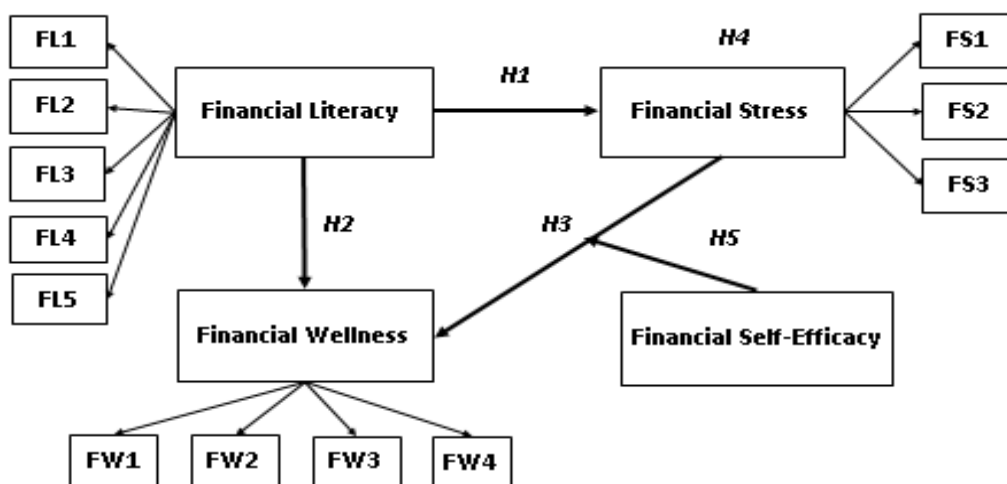 FL1
FL2
FL3
FL4
FL5
Financial Literacy
H1
H4
Financial Stress
FS1
FS2
FS3
H2
H3
H5
Financial Wellness
Financial Self-Efficacy
FW1
FW2
FW3
FW4